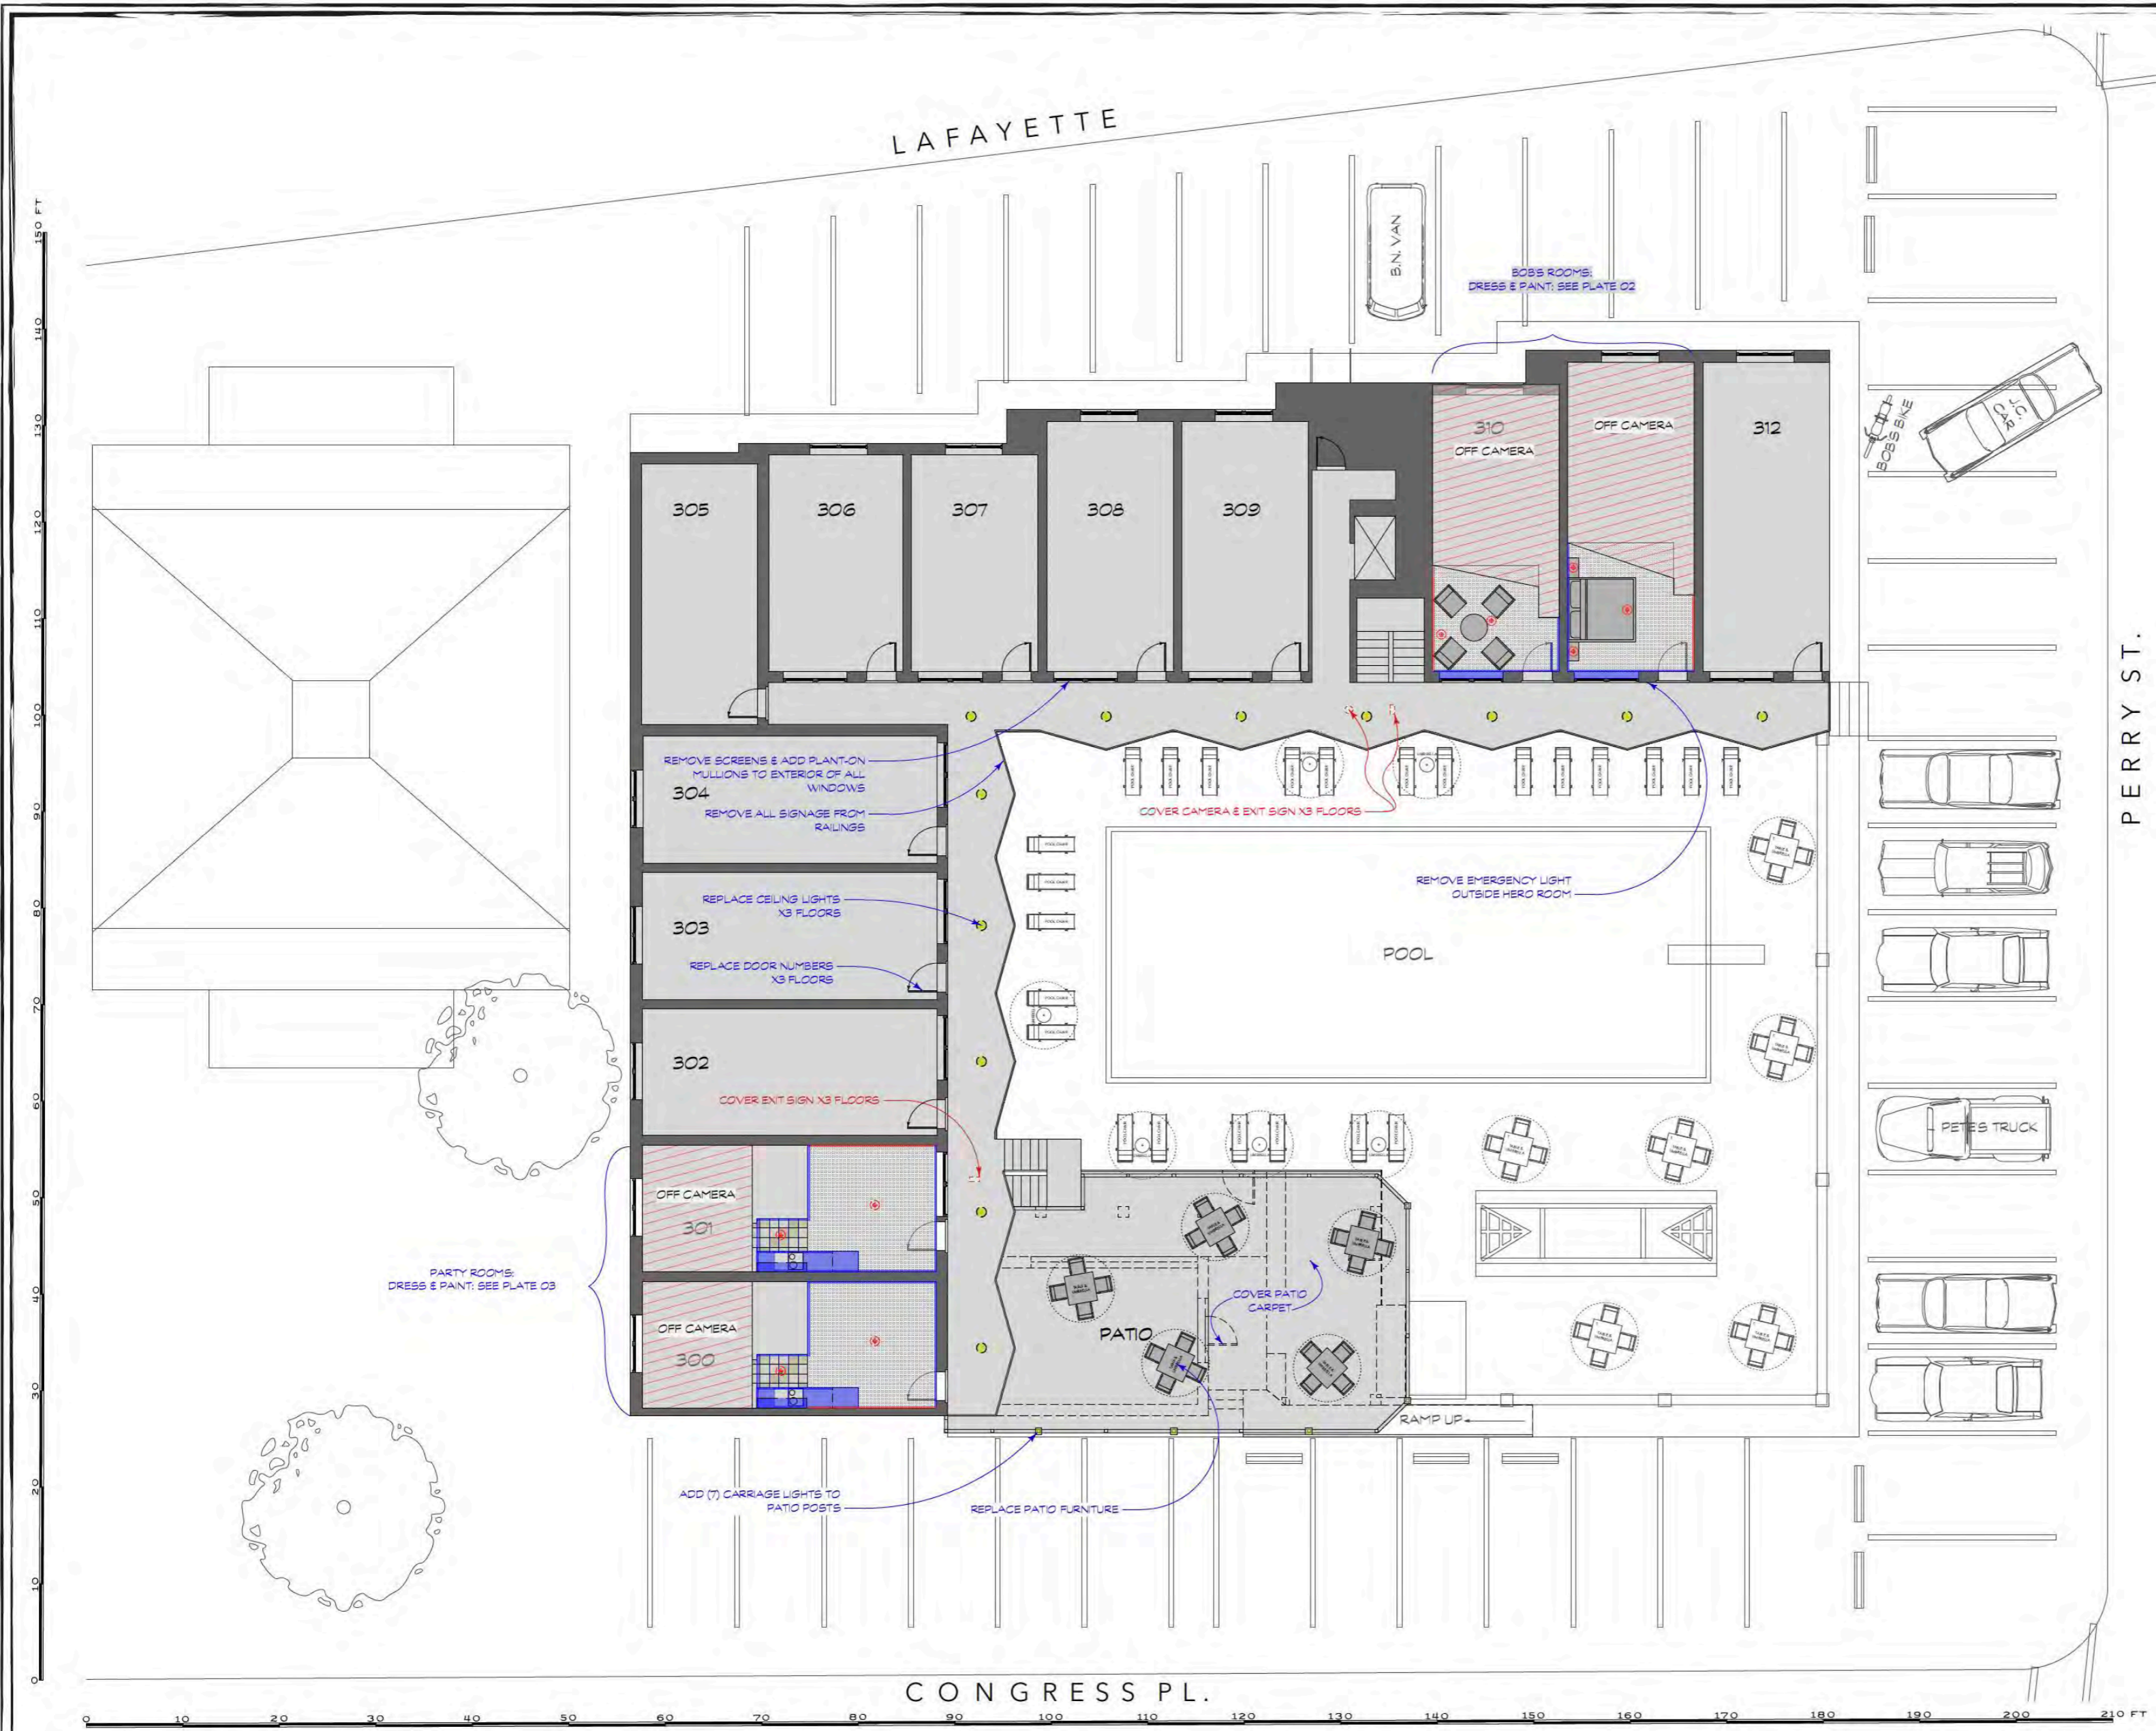 LAFAYETTE
150 FT
140
130
120
110
100
90
80
70
60
50
40
30
20
10
0
B.N. VAN
BOB'S ROOMS:
DRESS & PAINT: SEE PLATE 02
J.C.
CAR
BOB'S BIKE
310
OFF CAMERA
OFF CAMERA
312
305
306
307
308
309
PERRY ST.
REMOVE SCREENS & ADD PLANT-ON
MULLIONS TO EXTERIOR OF ALL
WINDOWS
304
REMOVE ALL SIGNAGE FROM
RAILINGS
COVER CAMERA & EXIT SIGN X3 FLOORS
REPLACE CEILING LIGHTS
X3 FLOORS
303
REPLACE DOOR NUMBERS
X3 FLOORS
REMOVE EMERGENCY LIGHT
OUTSIDE HERO ROOM
POOL
302
COVER EXIT SIGN X3 FLOORS
PETE'S TRUCK
OFF CAMERA
301
PARTY ROOMS:
DRESS & PAINT: SEE PLATE 03
OFF CAMERA
300
COVER PATIO
CARPET
PATIO
RAMP UP
ADD (7) CARRIAGE LIGHTS TO
PATIO POSTS
REPLACE PATIO FURNITURE
CONGRESS PL.
0 10 20 30 40 50 60 70 80 90 100 110 120 130 140 150 160 170 180 190 200 210 FT